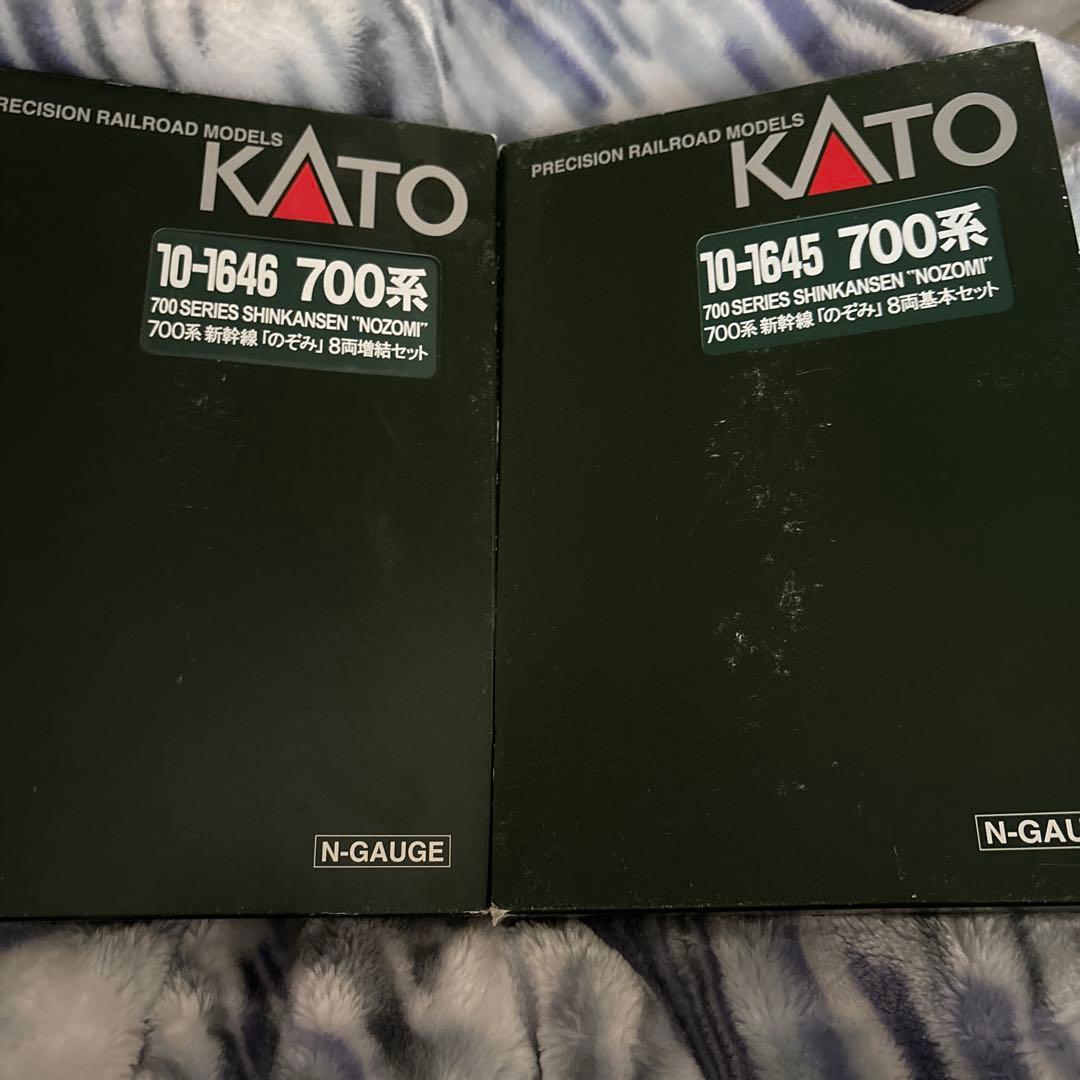 RECISION RAILROAD MODELS
KATO
10-1646 700系
700 SERIES SHINKANSEN "NOZOMI"
700系 新幹線「のぞみ」8両増結セット
N-GAUGE
PRECISION RAILROAD MODELS
KATO
10-1645 700系
700 SERIES SHINKANSEN "NOZOMI"
700系 新幹線「のぞみ」8両基本セット
N-GAU